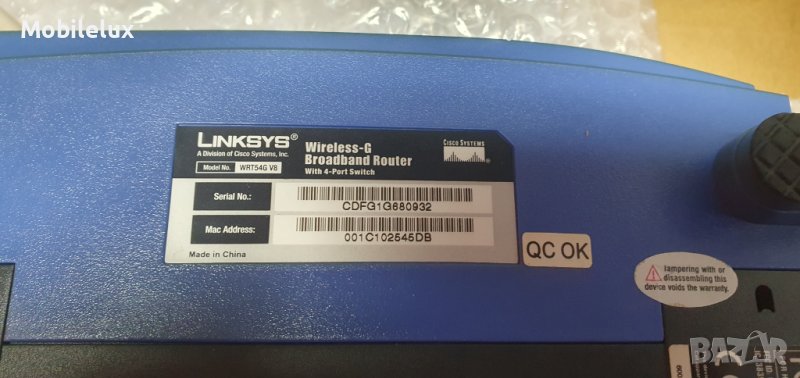 Mobilelux
LINKSYS®
A Division of Cisco Systems, Inc.
Model No. WRT54G V8
Wireless-G
Broadband Router
With 4-Port Switch
CISCO SYSTEMS
Serial No.:
CDFG1G680932
Mac Address:
001C102545DB
Made in China
QC OK
tampering with or
disassembling this
device voids the warranty.
BAZAR